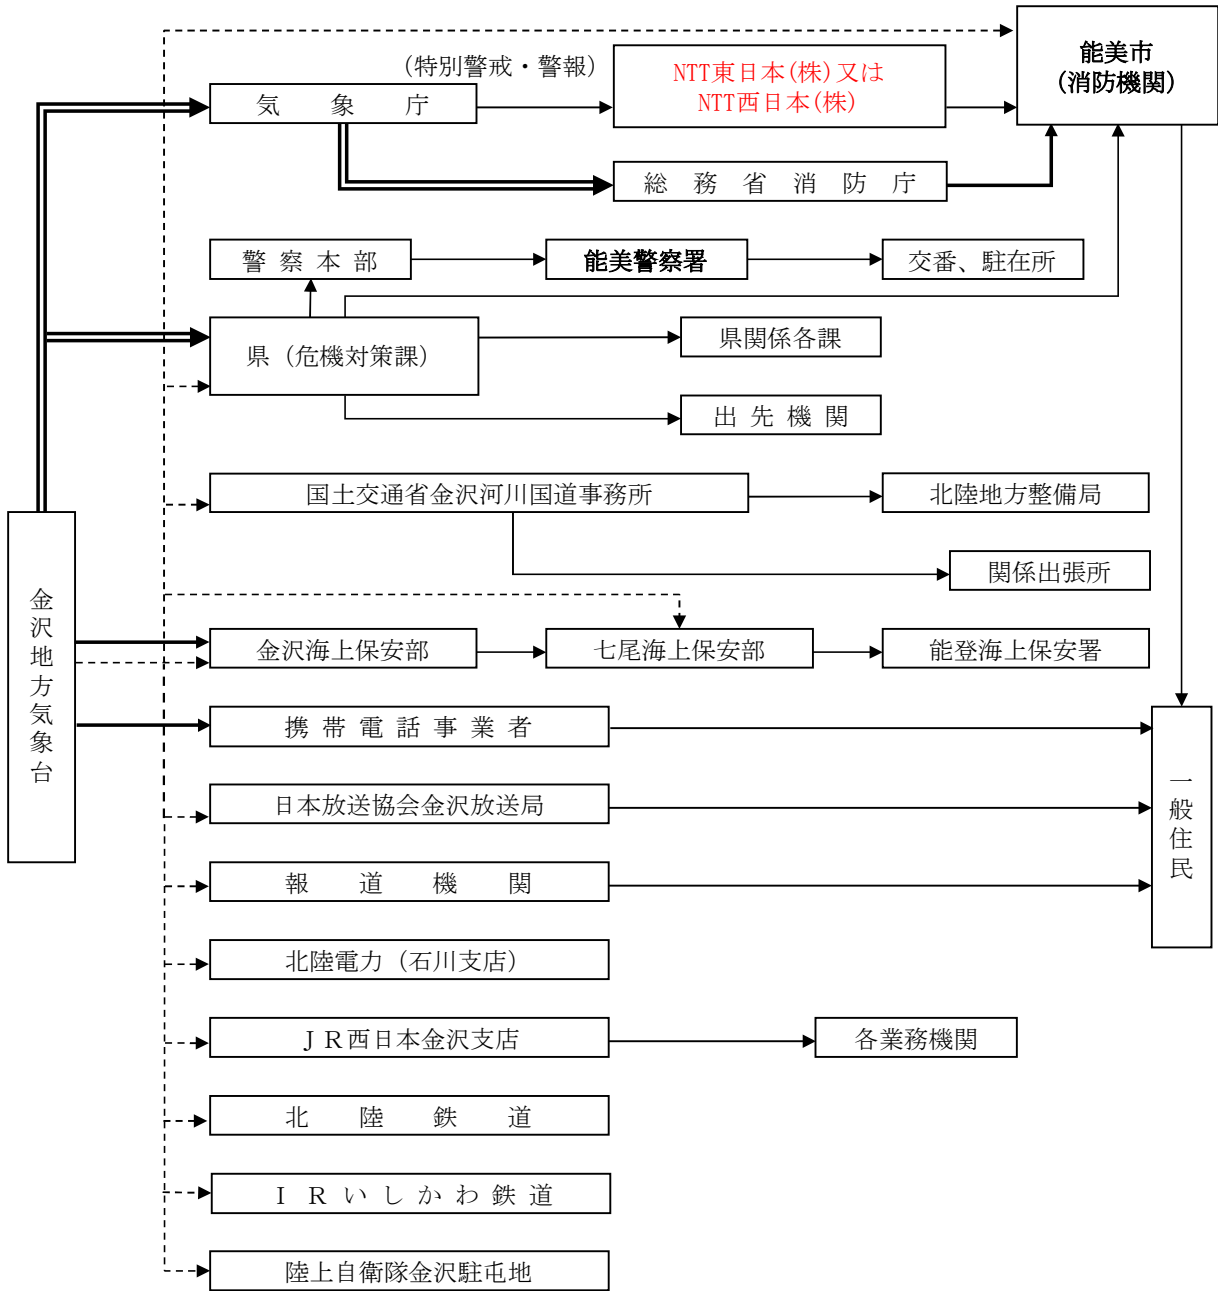 能美市
(消防機関)
(特別警戒・警報)
NTT東日本(株)又は
NTT西日本(株)
気象庁
総務省消防庁
警察本部
能美警察署
交番、駐在所
県（危機対策課）
県関係各課
出先機関
国土交通省金沢河川国道事務所
北陸地方整備局
関係出張所
金沢地方気象台
金沢海上保安部
七尾海上保安部
能登海上保安署
携帯電話事業者
日本放送協会金沢放送局
一般住民
報道機関
北陸電力（石川支店）
ＪＲ西日本金沢支店
各業務機関
北陸鉄道
ＩＲいしかわ鉄道
陸上自衛隊金沢駐屯地